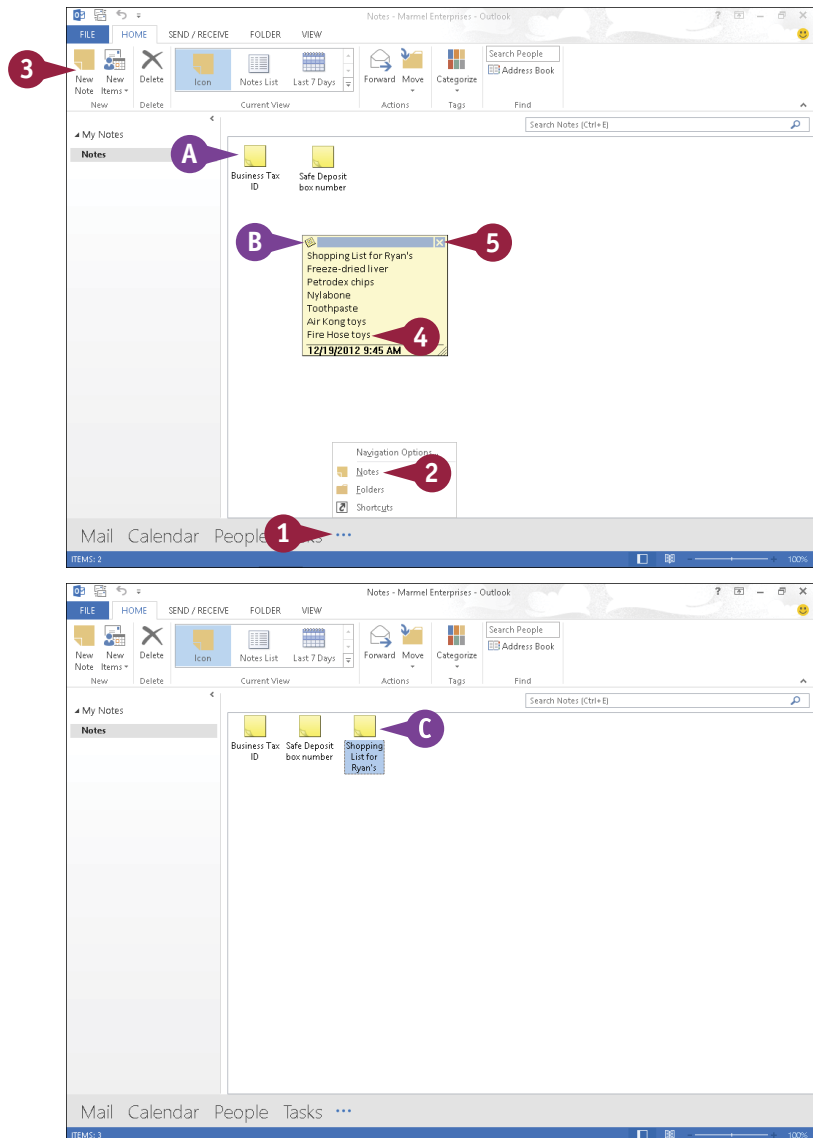 Notes - Marmel Enterprises - Outlook
FILE HOME SEND / RECEIVE FOLDER VIEW
3
New Note
New Items
Delete
Icon
Notes List
Last 7 Days
Forward
Move
Categorize
Search People
Address Book
New Delete Current View Actions Tags Find
Search Notes (Ctrl+E)
My Notes
Notes
A
Business Tax ID
Safe Deposit box number
B
5
Shopping List for Ryan's
Freeze-dried liver
Petrodex chips
Nylabone
Toothpaste
Air Kong toys
Fire Hose toys
4
12/19/2012 9:45 AM
Navigation Options...
Notes
2
Folders
Shortcuts
Mail Calendar People Tasks ...
1
ITEMS: 2
100%
Notes - Marmel Enterprises - Outlook
FILE HOME SEND / RECEIVE FOLDER VIEW
New Note
New Items
Delete
Icon
Notes List
Last 7 Days
Forward
Move
Categorize
Search People
Address Book
New Delete Current View Actions Tags Find
Search Notes (Ctrl+E)
My Notes
Notes
Business Tax ID
Safe Deposit box number
Shopping List for Ryan's
C
Mail Calendar People Tasks ...
ITEMS: 3
100%